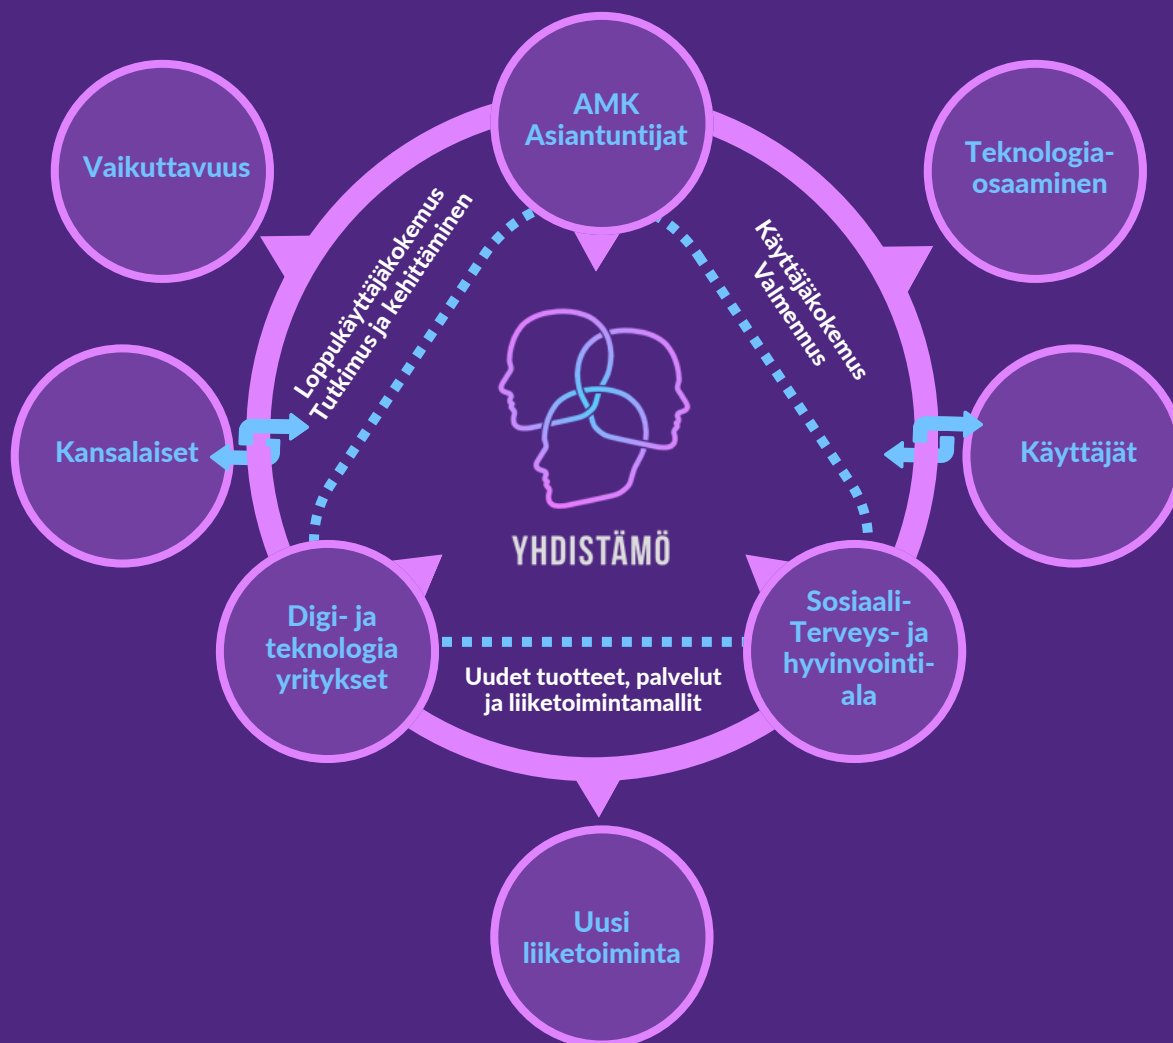 AMK
Asiantuntijat
Vaikuttavuus
Teknologia-
osaaminen
Loppukäyttäjäkokemus
Tutkimus ja kehittäminen
Käyttäjäkokemus
Valmennus
Kansalaiset
Käyttäjät
YHDISTÄMÖ
Digi- ja
teknologia
yritykset
Sosiaali-
Terveys- ja
hyvinvointi-
ala
Uudet tuotteet, palvelut
ja liiketoimintamallit
Uusi
liiketoiminta